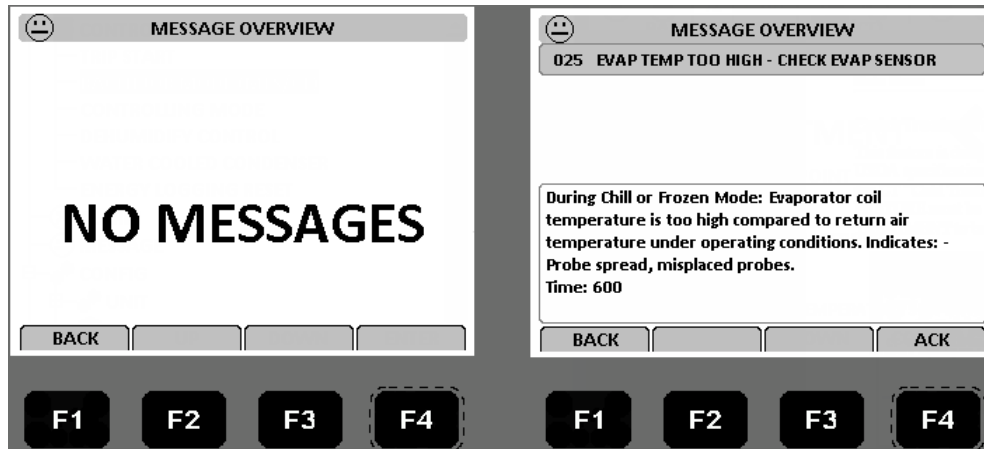 MESSAGE OVERVIEW
NO MESSAGES
BACK
F1 F2 F3 F4
MESSAGE OVERVIEW
025 EVAP TEMP TOO HIGH - CHECK EVAP SENSOR
During Chill or Frozen Mode: Evaporator coil
temperature is too high compared to return air
temperature under operating conditions. Indicates: -
Probe spread, misplaced probes.
Time: 600
BACK ACK
F1 F2 F3 F4